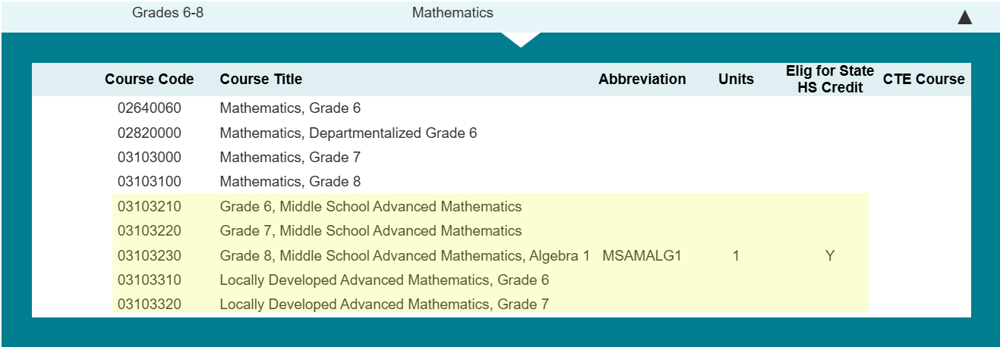 Grades 6-8 Mathematics ▲
Course Code Course Title Abbreviation Units Elig for State HS Credit CTE Course
02640060 Mathematics, Grade 6
02820000 Mathematics, Departmentalized Grade 6
03103000 Mathematics, Grade 7
03103100 Mathematics, Grade 8
03103210 Grade 6, Middle School Advanced Mathematics
03103220 Grade 7, Middle School Advanced Mathematics
03103230 Grade 8, Middle School Advanced Mathematics, Algebra 1 MSAMALG1 1 Y
03103310 Locally Developed Advanced Mathematics, Grade 6
03103320 Locally Developed Advanced Mathematics, Grade 7